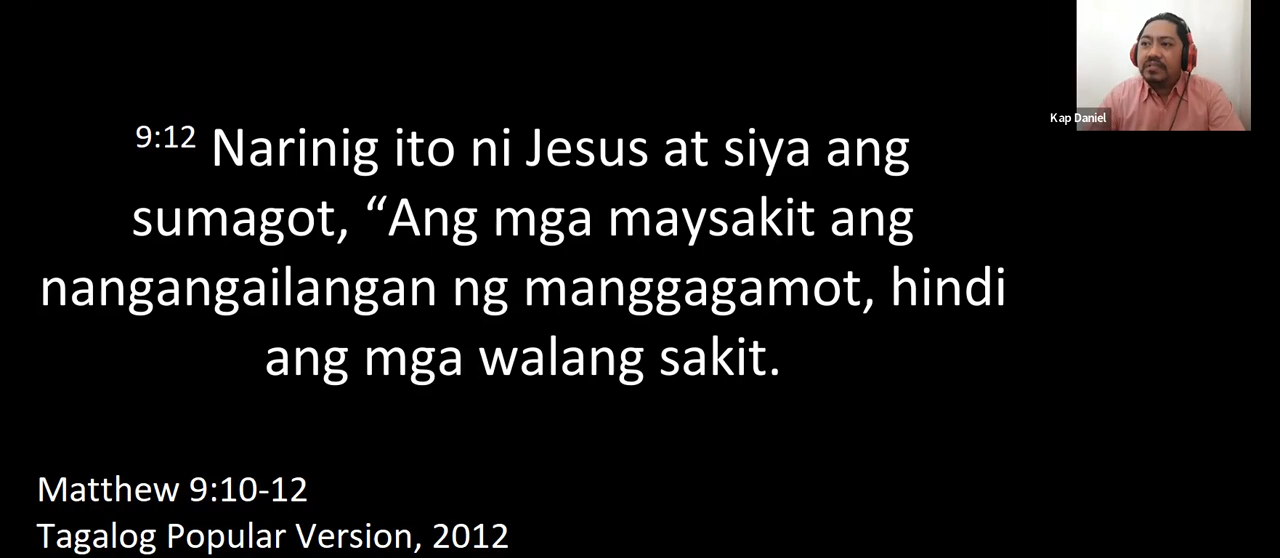 9:12 Narinig ito ni Jesus at siya ang
sumagot, “Ang mga maysakit ang
nangangailangan ng manggagamot, hindi
ang mga walang sakit.
Matthew 9:10-12
Tagalog Popular Version, 2012
Kap Daniel